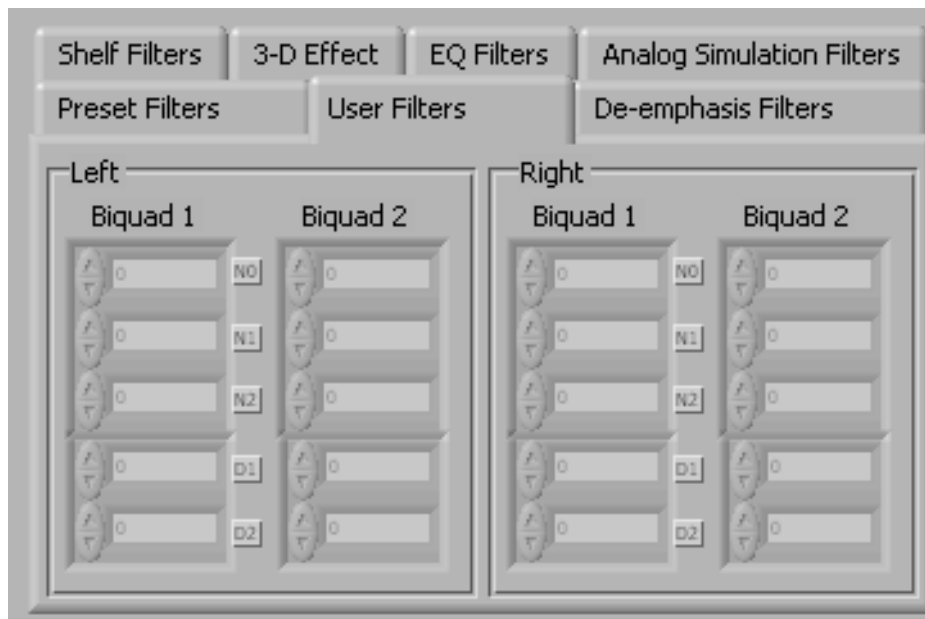 Shelf Filters 3-D Effect EQ Filters Analog Simulation Filters
Preset Filters User Filters De-emphasis Filters
Left Right
Biquad 1 Biquad 2 Biquad 1 Biquad 2
0 N0 0 0 N0 0
0 N1 0 0 N1 0
0 N2 0 0 N2 0
0 D1 0 0 D1 0
0 D2 0 0 D2 0